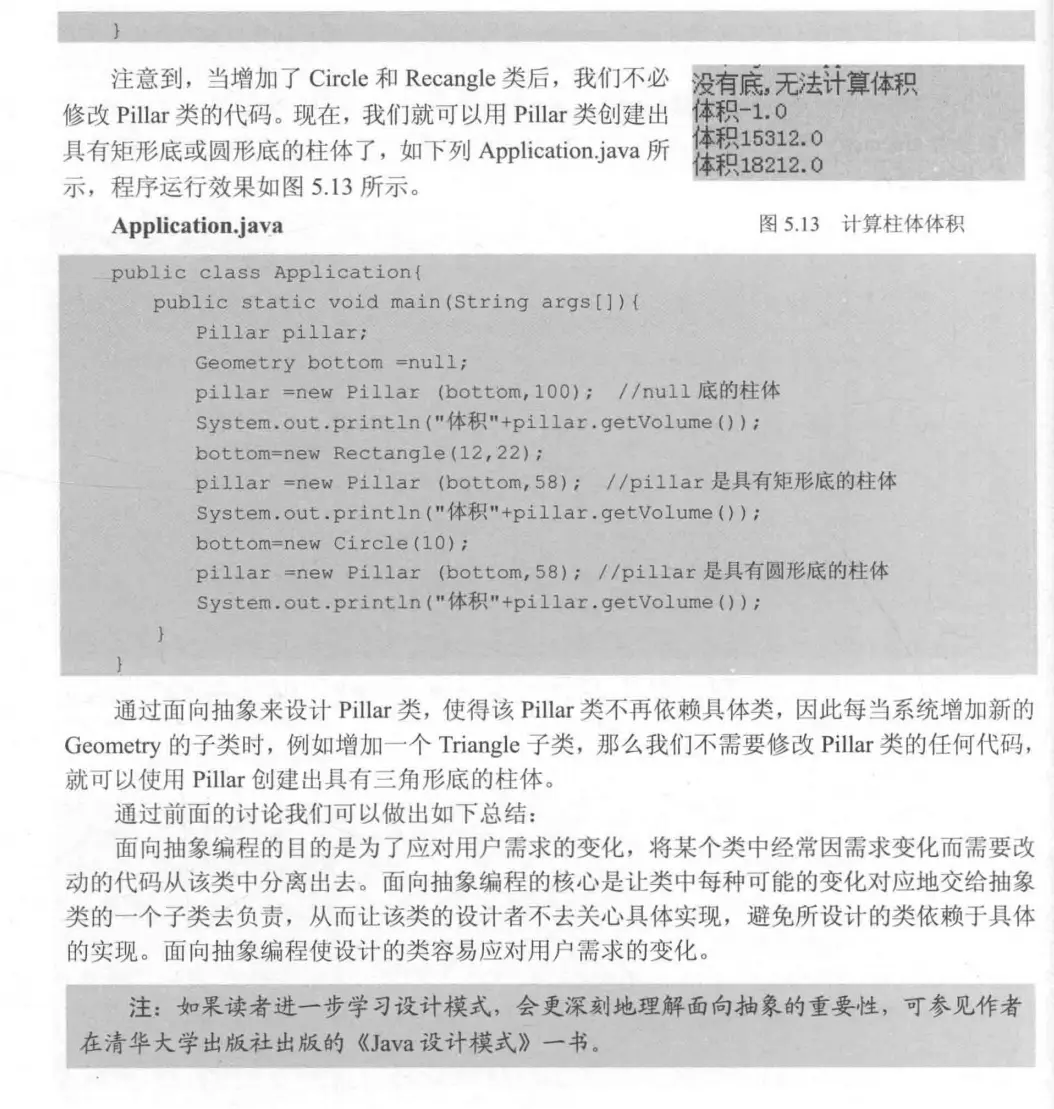 }
注意到，当增加了 Circle 和 Recangle 类后，我们不必
修改 Pillar 类的代码。现在，我们就可以用 Pillar 类创建出
具有矩形底或圆形底的柱体了，如下列 Application.java 所
示，程序运行效果如图 5.13 所示。
没有底,无法计算体积
体积-1.0
体积15312.0
体积18212.0
图 5.13 计算柱体体积
Application.java
public class Application{
public static void main(String args[]){
Pillar pillar;
Geometry bottom =null;
pillar =new Pillar (bottom,100); //null 底的柱体
System.out.println("体积"+pillar.getVolume());
bottom=new Rectangle(12,22);
pillar =new Pillar (bottom,58); //pillar 是具有矩形底的柱体
System.out.println("体积"+pillar.getVolume());
bottom=new Circle(10);
pillar =new Pillar (bottom,58); //pillar 是具有圆形底的柱体
System.out.println("体积"+pillar.getVolume());
}
}
通过面向抽象来设计 Pillar 类，使得该 Pillar 类不再依赖具体类，因此每当系统增加新的
Geometry 的子类时，例如增加一个 Triangle 子类，那么我们不需要修改 Pillar 类的任何代码，
就可以使用 Pillar 创建出具有三角形底的柱体。
通过前面的讨论我们可以做出如下总结：
面向抽象编程的目的是为了应对用户需求的变化，将某个类中经常因需求变化而需要改
动的代码从该类中分离出去。面向抽象编程的核心是让类中每种可能的变化对应地交给抽象
类的一个子类去负责，从而让该类的设计者不去关心具体实现，避免所设计的类依赖于具体
的实现。面向抽象编程使设计的类容易应对用户需求的变化。
注：如果读者进一步学习设计模式，会更深刻地理解面向抽象的重要性，可参见作者
在清华大学出版社出版的《Java 设计模式》一书。